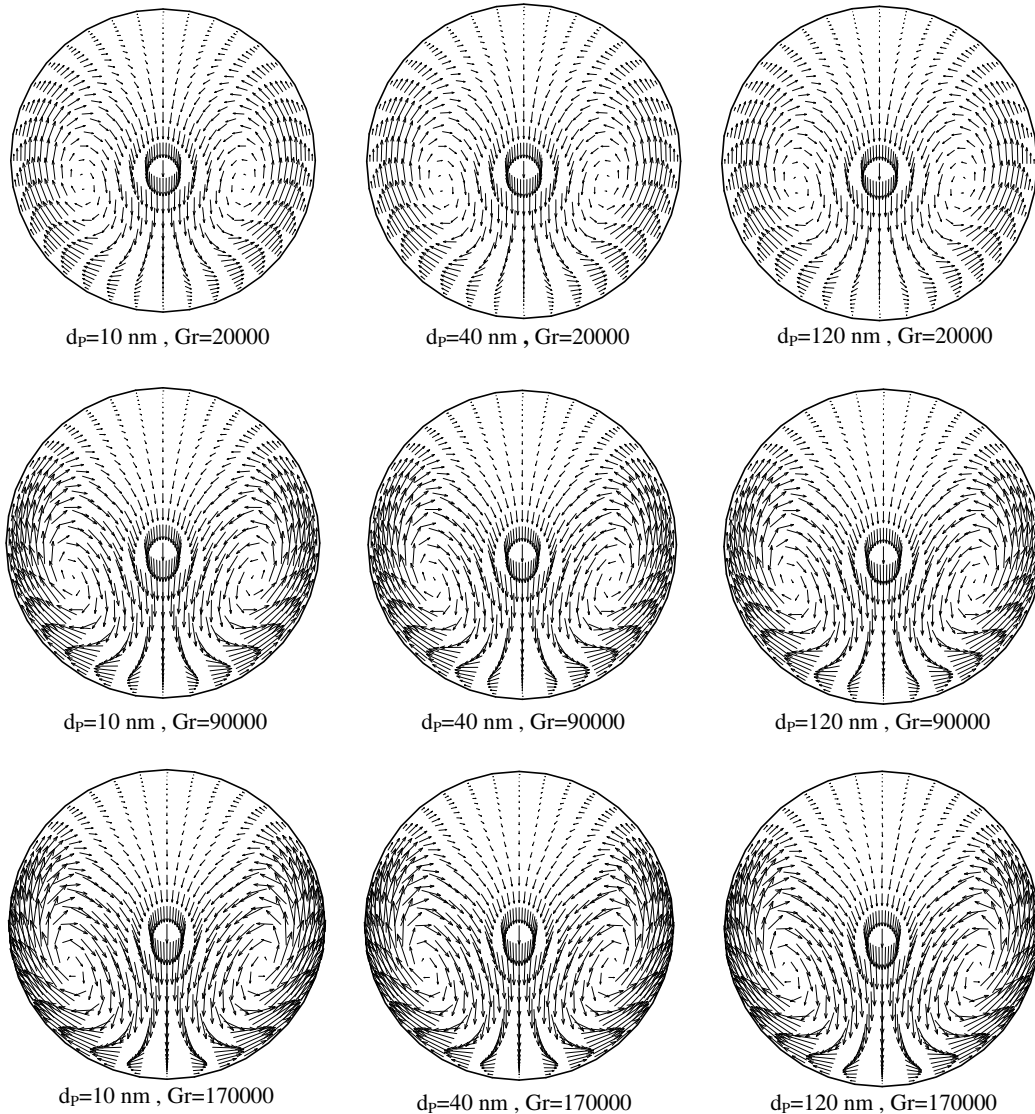 dP=10 nm , Gr=20000
dP=40 nm , Gr=20000
dP=120 nm , Gr=20000
dP=10 nm , Gr=90000
dP=40 nm , Gr=90000
dP=120 nm , Gr=90000
dP=10 nm , Gr=170000
dP=40 nm , Gr=170000
dP=120 nm , Gr=170000